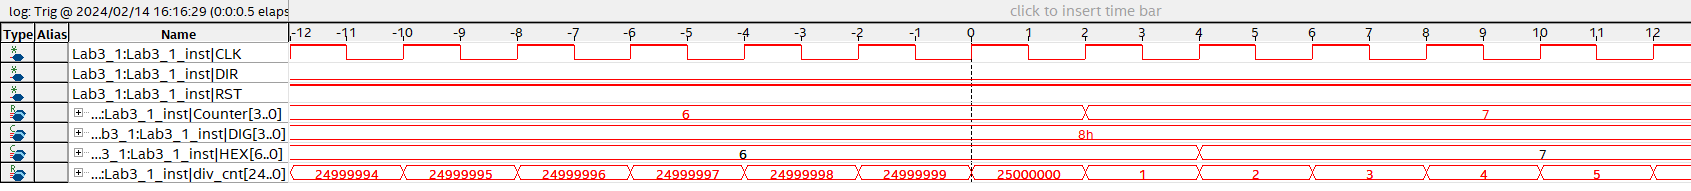 log: Trig @ 2024/02/14 16:16:29 (0:0:0.5 elaps click to insert time bar
Type Alias Name -12 -11 -10 -9 -8 -7 -6 -5 -4 -3 -2 -1 0 1 2 3 4 5 6 7 8 9 10 11 12
Lab3_1:Lab3_1_inst|CLK
Lab3_1:Lab3_1_inst|DIR
Lab3_1:Lab3_1_inst|RST
...:Lab3_1_inst|Counter[3..0] 6 7
...b3_1:Lab3_1_inst|DIG[3..0] 8h
...3_1:Lab3_1_inst|HEX[6..0] 6 7
...:Lab3_1_inst|div_cnt[24..0] 24999994 24999995 24999996 24999997 24999998 24999999 25000000 1 2 3 4 5